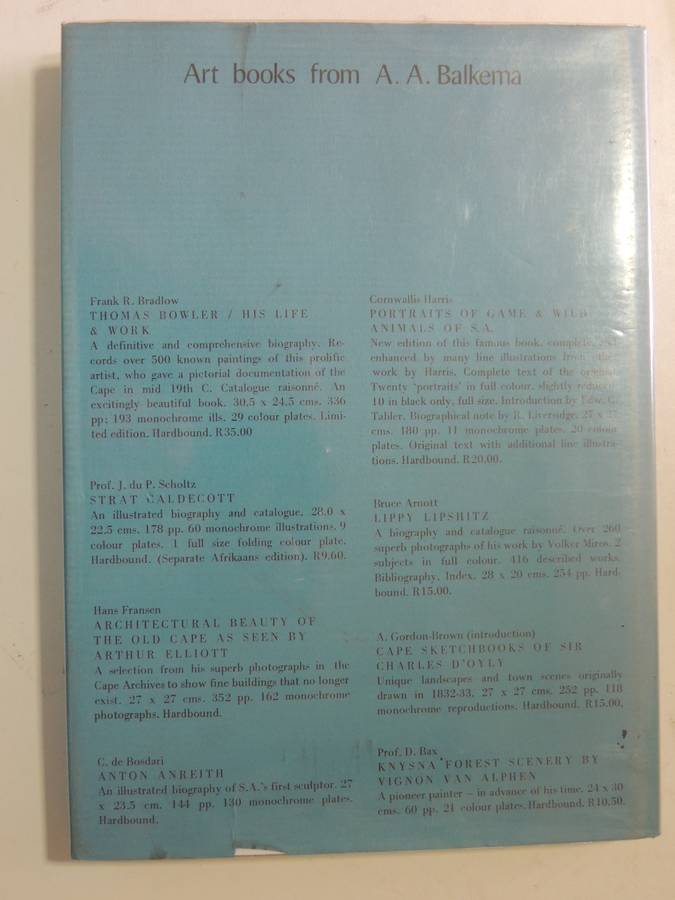 Art books from A. A. Balkema
Frank R. Bradlow
THOMAS BOWLER / HIS LIFE
& WORK
A definitive and comprehensive biography. Re-
cords over 500 known paintings of this prolific
artist, who gave a pictorial documentation of the
Cape in mid 19th C. Catalogue raisonné. An
excitingly beautiful book. 30,5 x 24,5 cms. 336
pp; 193 monochrome ills. 29 colour plates. Limi-
ted edition. Hardbound. R35.00
Prof. J. du P. Scholtz
STRAT CALDECOTT
An illustrated biography and catalogue. 28.0 x
22.5 cms. 178 pp. 60 monochrome illustrations. 9
colour plates. 1 full size folding colour plate.
Hardbound. (Separate Afrikaans edition). R9.60.
Hans Fransen
ARCHITECTURAL BEAUTY OF
THE OLD CAPE AS SEEN BY
ARTHUR ELLIOTT
A selection from his superb photographs in the
Cape Archives to show fine buildings that no longer
exist. 27 x 27 cms. 352 pp. 162 monochrome
photographs. Hardbound.
C. de Bosdari
ANTON ANREITH
An illustrated biography of S.A.'s first sculptor. 27
x 23.5 cm. 144 pp. 130 monochrome plates.
Hardbound.
Cornwallis Harris
PORTRAITS OF GAME & WILD
ANIMALS OF S.A.
New edition of this famous book, complete, and
enhanced by many line illustrations from other
work by Harris. Complete text of the original.
Twenty 'portraits' in full colour, slightly reduced,
10 in black only, full size. Introduction by Edw. C.
Tabler. Biographical note by R. Liversidge. 27 x 27
cms. 180 pp. 11 monochrome plates. 20 colour
plates. Original text with additional line illustra-
tions. Hardbound. R20.00.
Bruce Arnott
LIPPY LIPSHITZ
A biography and catalogue raisonné. Over 260
superb photographs of his work by Volker Miros. 2
subjects in full colour. 416 described works.
Bibliography. Index. 28 x 20 cms. 254 pp. Hard-
bound. R15.00.
A. Gordon-Brown (introduction)
CAPE SKETCHBOOKS OF SIR
CHARLES D'OYLY
Unique landscapes and town scenes originally
drawn in 1832-33. 27 x 27 cms. 252 pp. 118
monochrome reproductions. Hardbound. R15.00.
Prof. D. Bax
KNYSNA FOREST SCENERY BY
VIGNON VAN ALPHEN
A pioneer painter – in advance of his time. 24 x 30
cms. 60 pp. 21 colour plates. Hardbound. R10.50.